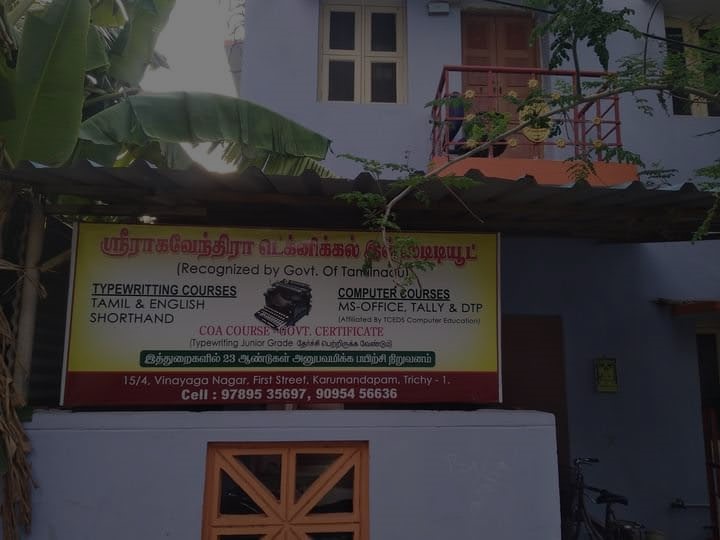 ஸ்ரீராகவேந்திரா டெக்னிக்கல் இன்ஸ்டிடியூட்
(Recognized by Govt. Of Tamilnadu)
TYPEWRITTING COURSES
TAMIL & ENGLISH
SHORTHAND
COMPUTER COURSES
MS-OFFICE, TALLY & DTP
(Affiliated By TCEDS Computer Education)
COA COURSE - GOVT. CERTIFICATE
(Typewriting Junior Grade தேர்ச்சி பெற்றிருக்க வேண்டும்)
இத்துறைகளில் 23 ஆண்டுகள் அனுபவமிக்க பயிற்சி நிறுவனம்
15/4, Vinayaga Nagar, First Street, Karumandapam, Trichy - 1.
Cell : 97895 35697, 90954 56636